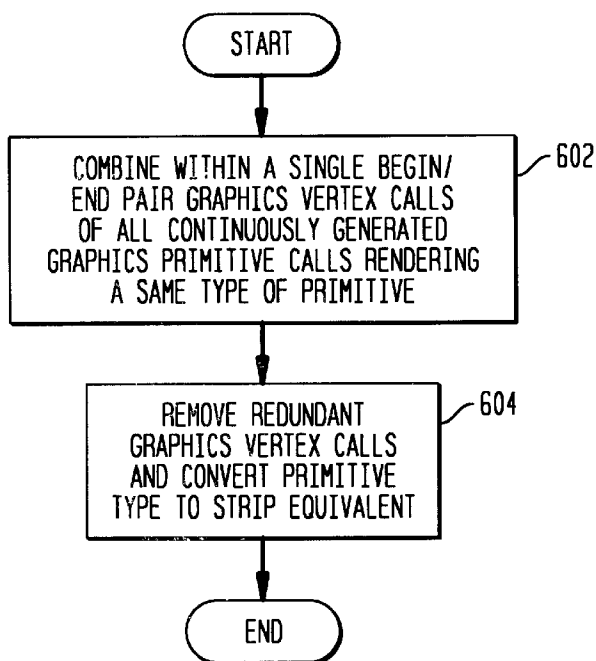 START
COMBINE WITHIN A SINGLE BEGIN/
END PAIR GRAPHICS VERTEX CALLS
OF ALL CONTINUOUSLY GENERATED
GRAPHICS PRIMITIVE CALLS RENDERING
A SAME TYPE OF PRIMITIVE
602
REMOVE REDUNDANT
GRAPHICS VERTEX CALLS
AND CONVERT PRIMITIVE
TYPE TO STRIP EQUIVALENT
604
END